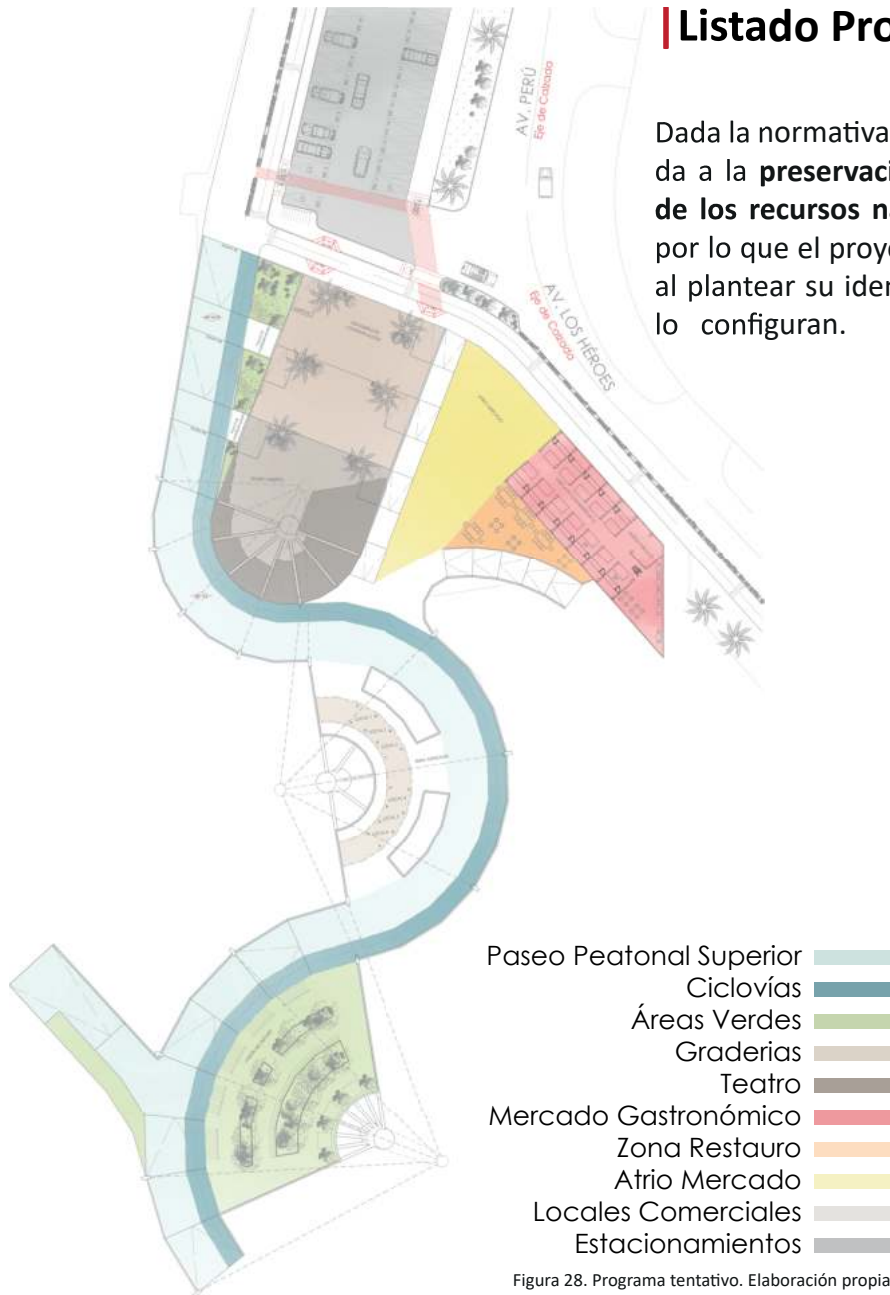 Listado Pro
Dada la normativa
da a la preservaci
de los recursos n
por lo que el proye
al plantear su iden
lo configuran.
AV. PERÚ
Eje de Calzada
AV. LOS HÉROES
Eje de Calzada
Paseo Peatonal Superior
Ciclovías
Áreas Verdes
Graderias
Teatro
Mercado Gastronómico
Zona Restauro
Atrio Mercado
Locales Comerciales
Estacionamientos
Figura 28. Programa tentativo. Elaboración propia